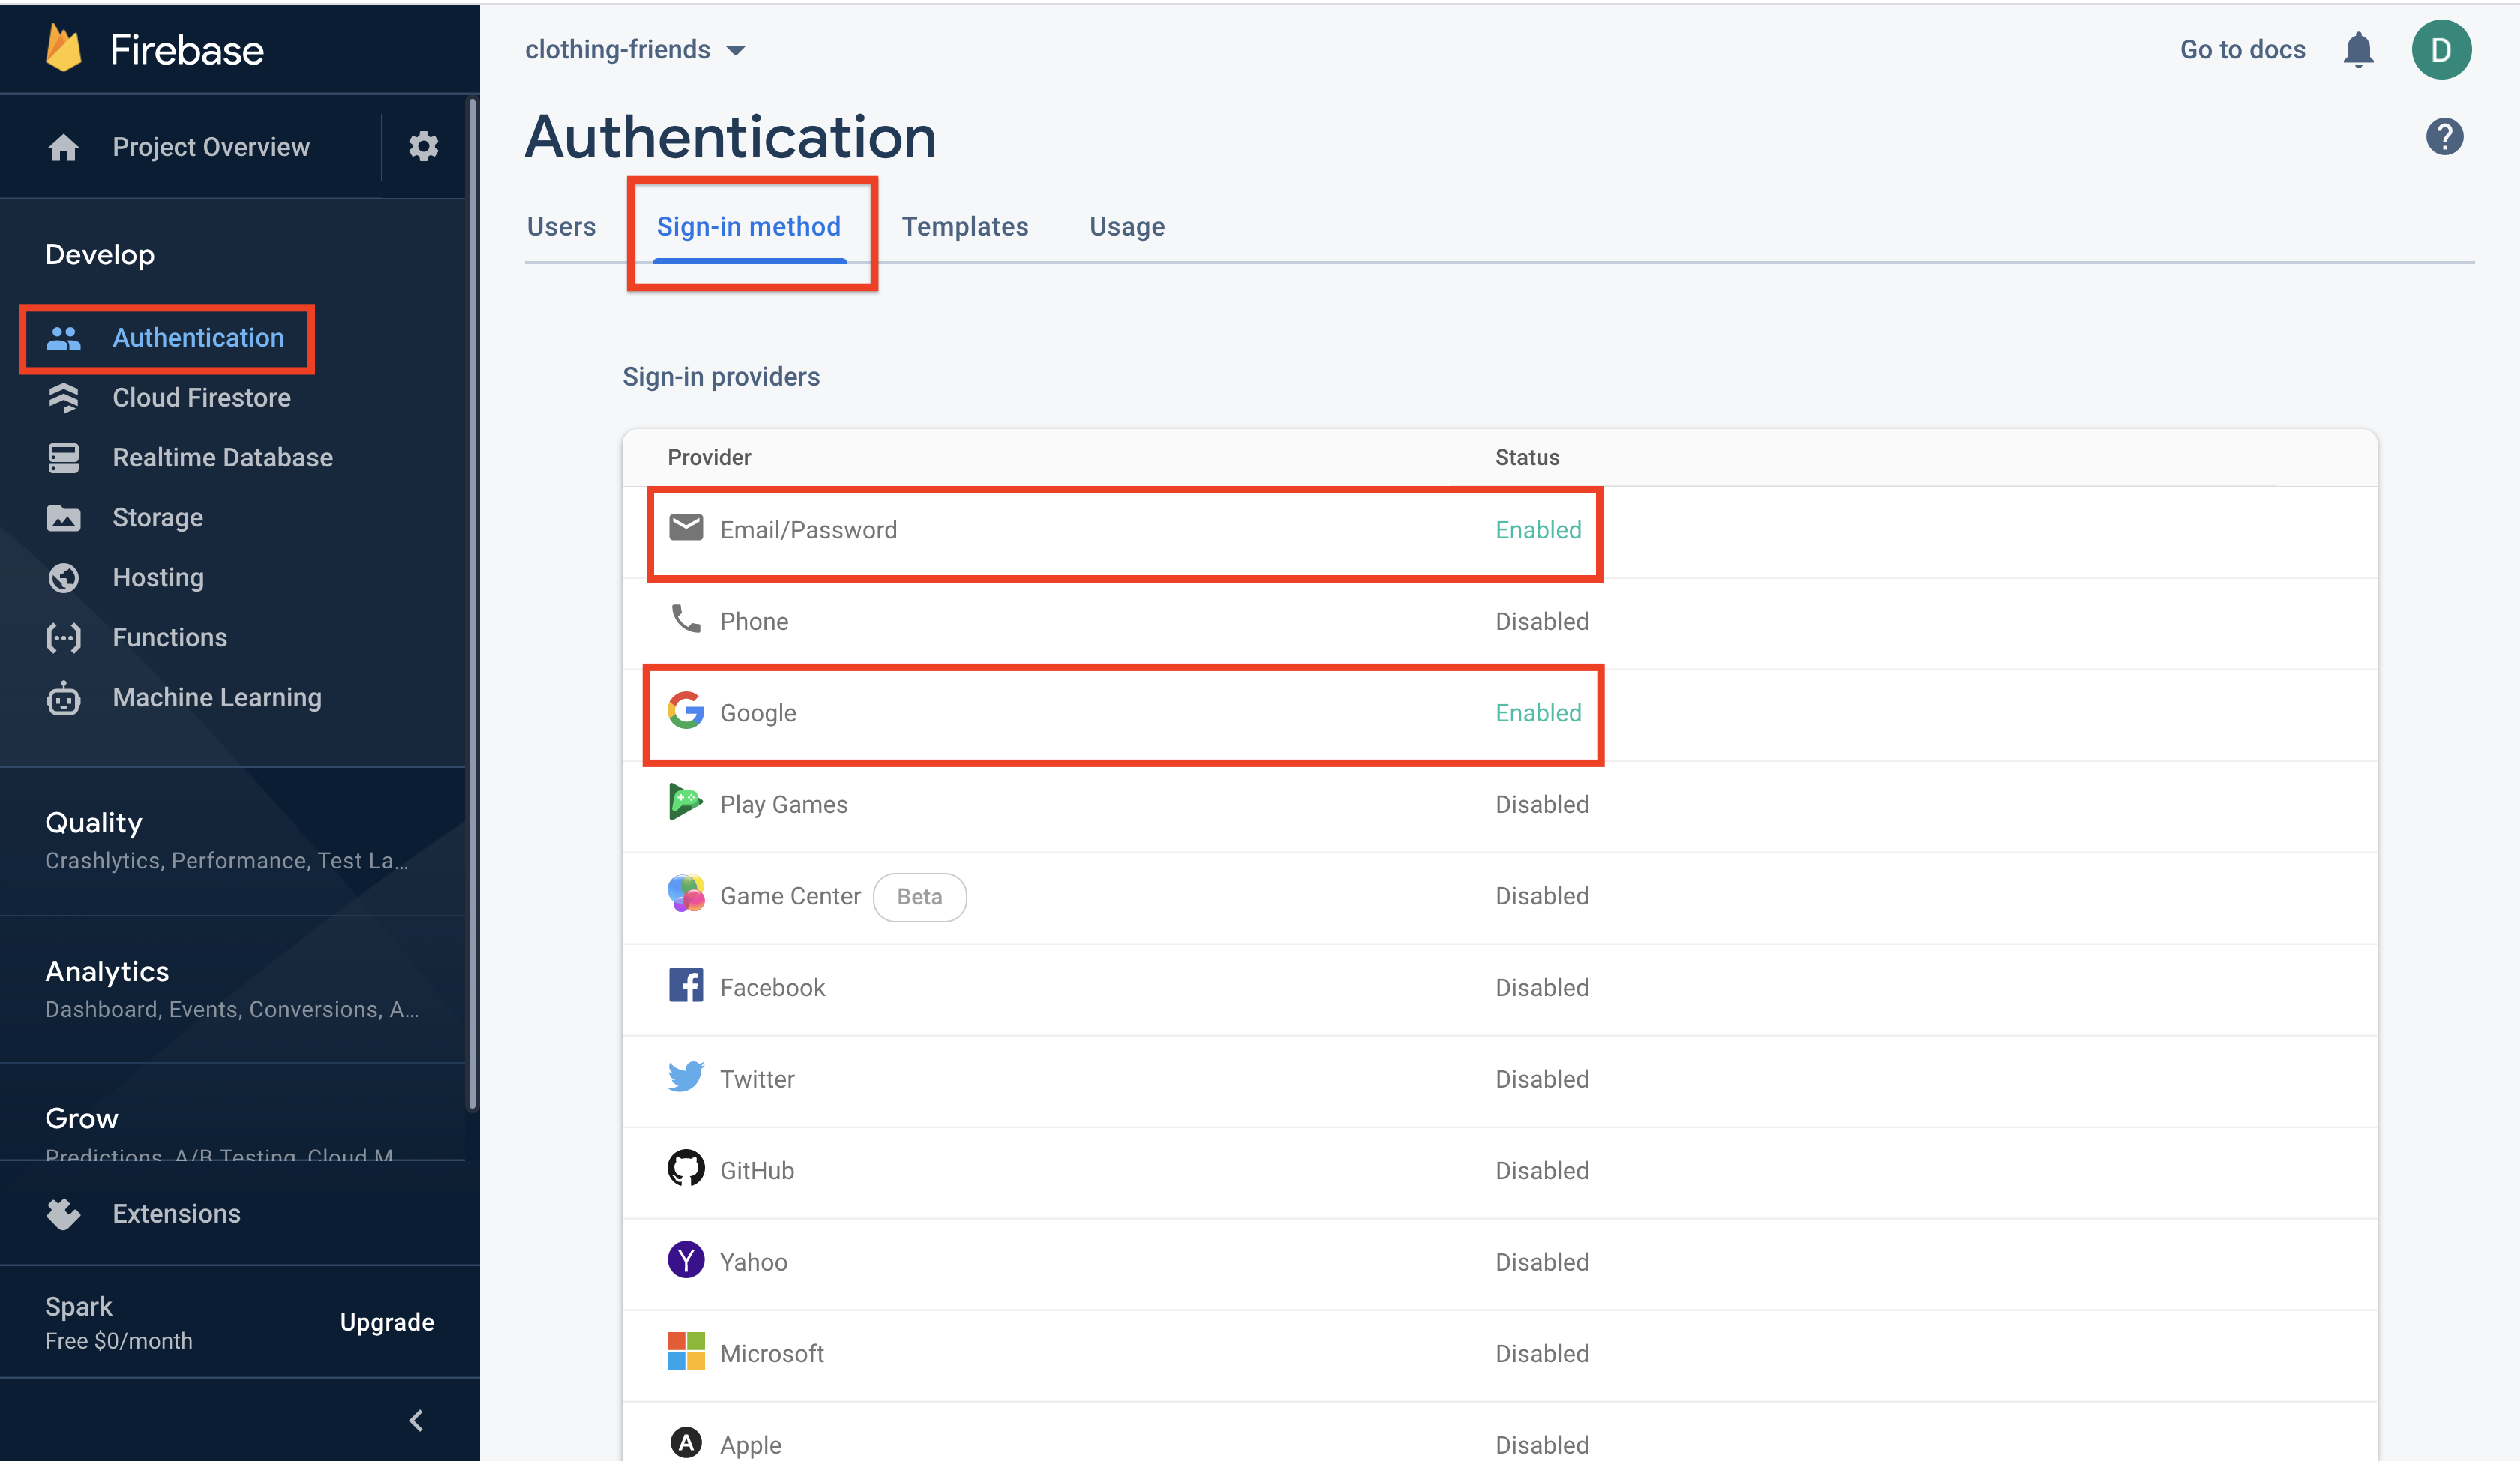 Firebase
Project Overview
Develop
Authentication
Cloud Firestore
Realtime Database
Storage
Hosting
Functions
Machine Learning
Quality
Crashlytics, Performance, Test La...
Analytics
Dashboard, Events, Conversions, A...
Grow
Predictions, A/B Testing, Cloud M
Extensions
Spark
Free $0/month
Upgrade
clothing-friends
Go to docs
D
Authentication
?
Users Sign-in method Templates Usage
Sign-in providers
Provider Status
Email/Password Enabled
Phone Disabled
Google Enabled
Play Games Disabled
Game Center Beta Disabled
Facebook Disabled
Twitter Disabled
GitHub Disabled
Yahoo Disabled
Microsoft Disabled
Apple Disabled